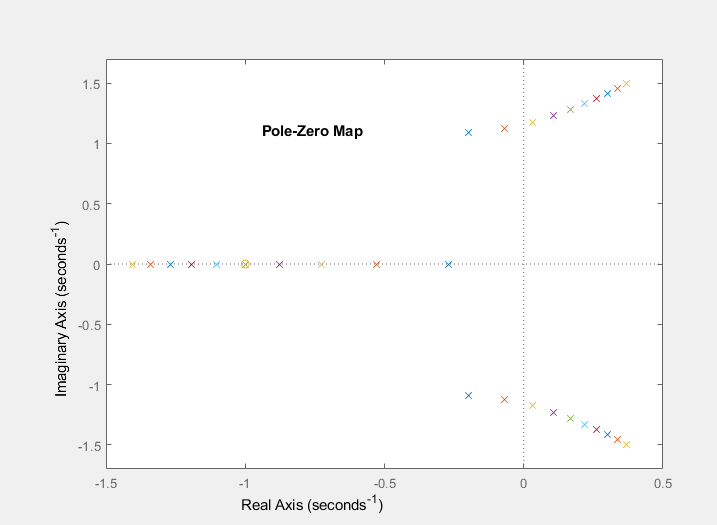 Pole-Zero Map
1.5
1
0.5
0
-0.5
-1
-1.5
Imaginary Axis (seconds⁻¹)
-1.5 -1 -0.5 0 0.5
Real Axis (seconds⁻¹)